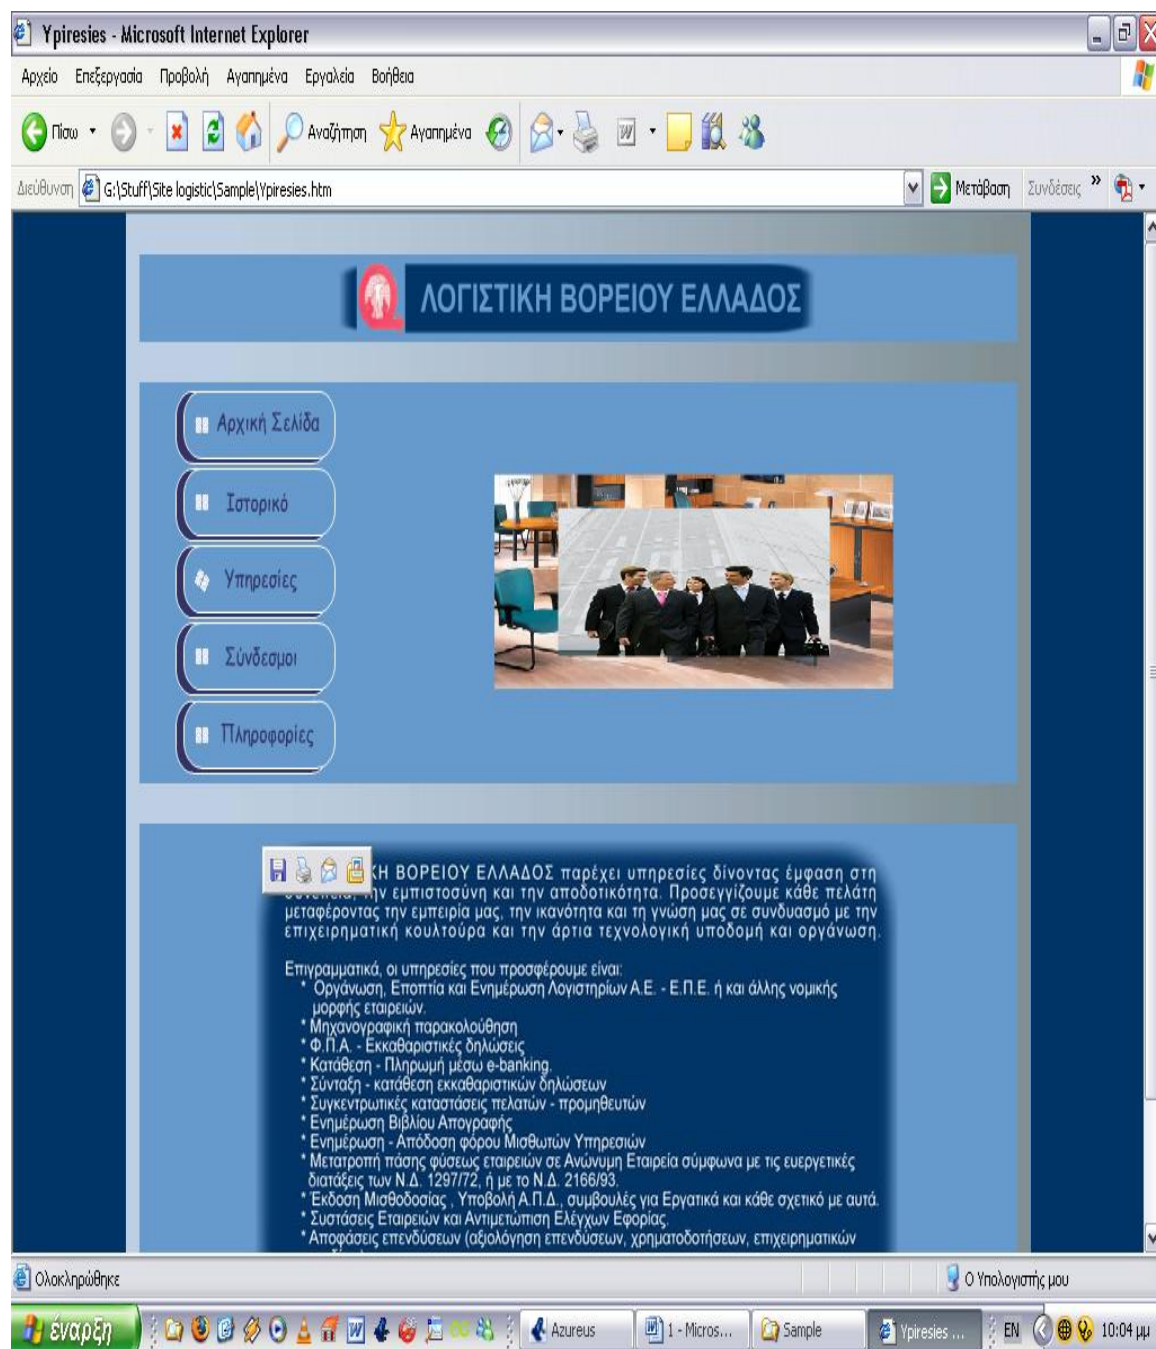 Ypiresies - Microsoft Internet Explorer
Αρχείο Επεξεργασία Προβολή Αγαπημένα Εργαλεία Βοήθεια
Πίσω Αναζήτηση Αγαπημένα
Διεύθυνση G:\Stuff\Site logistic\Sample\Ypiresies.htm Μετάβαση Συνδέσεις »
ΛΟΓΙΣΤΙΚΗ ΒΟΡΕΙΟΥ ΕΛΛΑΔΟΣ
Αρχική Σελίδα
Ιστορικό
Υπηρεσίες
Σύνδεσμοι
Πληροφορίες
ΚΗ ΒΟΡΕΙΟΥ ΕΛΛΑΔΟΣ παρέχει υπηρεσίες δίνοντας έμφαση στη
την εμπιστοσύνη και την αποδοτικότητα. Προσεγγίζουμε κάθε πελάτη
μεταφέροντας την εμπειρία μας, την ικανότητα και τη γνώση μας σε συνδυασμό με την
επιχειρηματική κουλτούρα και την άρτια τεχνολογική υποδομή και οργάνωση.
Επιγραμματικά, οι υπηρεσίες που προσφέρουμε είναι:
* Οργάνωση, Εποπτία και Ενημέρωση Λογιστηρίων Α.Ε. - Ε.Π.Ε. ή και άλλης νομικής
μορφής εταιρειών.
* Μηχανογραφική παρακολούθηση
* Φ.Π.Α. - Εκκαθαριστικές δηλώσεις
* Κατάθεση - Πληρωμή μέσω e-banking.
* Σύνταξη - κατάθεση εκκαθαριστικών δηλώσεων
* Συγκεντρωτικές καταστάσεις πελατών - προμηθευτών
* Ενημέρωση Βιβλίου Απογραφής
* Ενημέρωση - Απόδοση φόρου Μισθωτών Υπηρεσιών
* Μετατροπή πάσης φύσεως εταιρειών σε Ανώνυμη Εταιρεία σύμφωνα με τις ευεργετικές
διατάξεις των Ν.Δ. 1297/72, ή με το Ν.Δ. 2166/93.
* Έκδοση Μισθοδοσίας , Υποβολή Α.Π.Δ., συμβουλές για Εργατικά και κάθε σχετικό με αυτά.
* Συστάσεις Εταιρειών και Αντιμετώπιση Ελέγχων Εφορίας.
* Αποφάσεις επενδύσεων (αξιολόγηση επενδύσεων, χρηματοδοτήσεων, επιχειρηματικών
Ολοκληρώθηκε Ο Υπολογιστής μου
έναρξη Azureus 1 - Micros... Sample Ypiresies ... EN 10:04 μμ